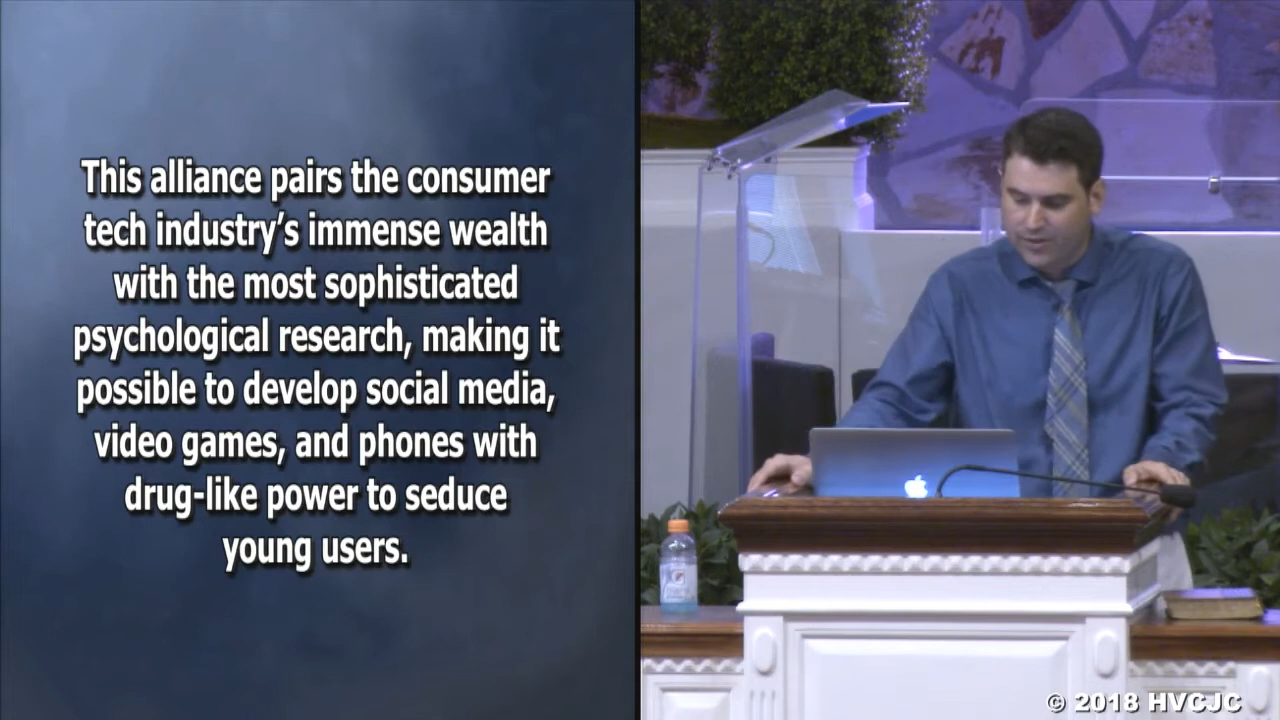 This alliance pairs the consumer
tech industry’s immense wealth
with the most sophisticated
psychological research, making it
possible to develop social media,
video games, and phones with
drug-like power to seduce
young users.
© 2018 HVCJC